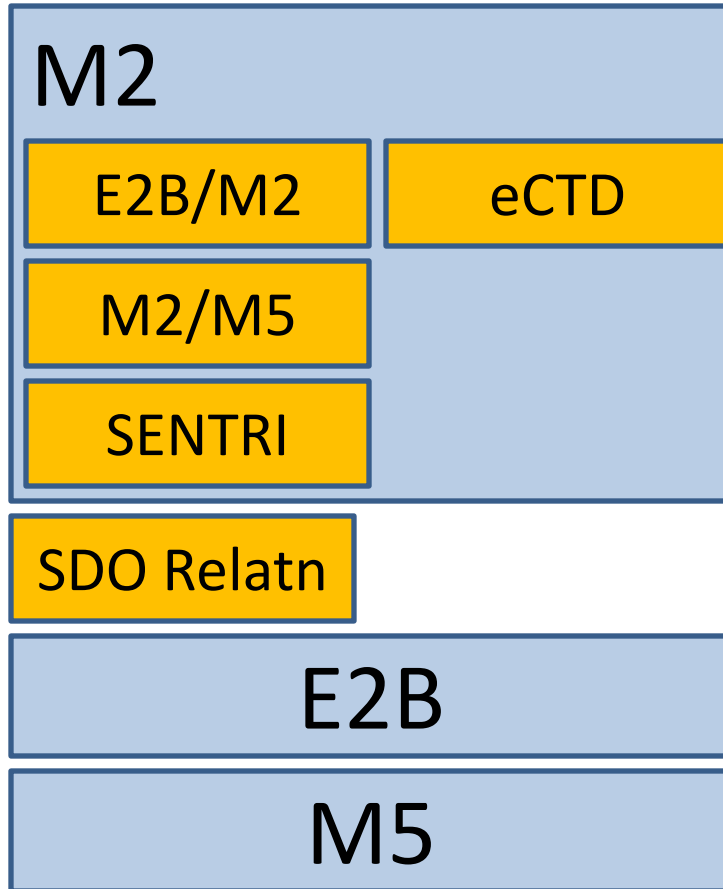 M2
E2B/M2
eCTD
M2/M5
SENTRI
SDO Relatn
E2B
M5